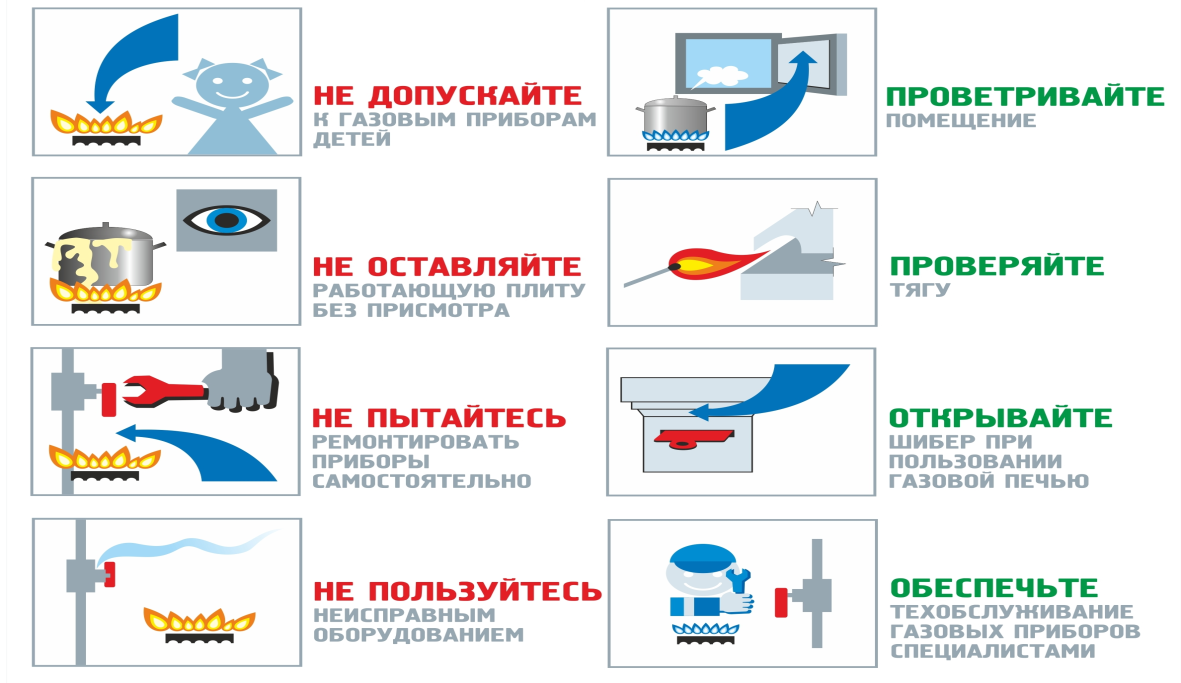 НЕ ДОПУСКАЙТЕ
К ГАЗОВЫМ ПРИБОРАМ
ДЕТЕЙ
ПРОВЕТРИВАЙТЕ
ПОМЕЩЕНИЕ
НЕ ОСТАВЛЯЙТЕ
РАБОТАЮЩУЮ ПЛИТУ
БЕЗ ПРИСМОТРА
ПРОВЕРЯЙТЕ
ТЯГУ
НЕ ПЫТАЙТЕСЬ
РЕМОНТИРОВАТЬ
ПРИБОРЫ
САМОСТОЯТЕЛЬНО
ОТКРЫВАЙТЕ
ШИБЕР ПРИ
ПОЛЬЗОВАНИИ
ГАЗОВОЙ ПЕЧЬЮ
НЕ ПОЛЬЗУЙТЕСЬ
НЕИСПРАВНЫМ
ОБОРУДОВАНИЕМ
ОБЕСПЕЧЬТЕ
ТЕХОБСЛУЖИВАНИЕ
ГАЗОВЫХ ПРИБОРОВ
СПЕЦИАЛИСТАМИ